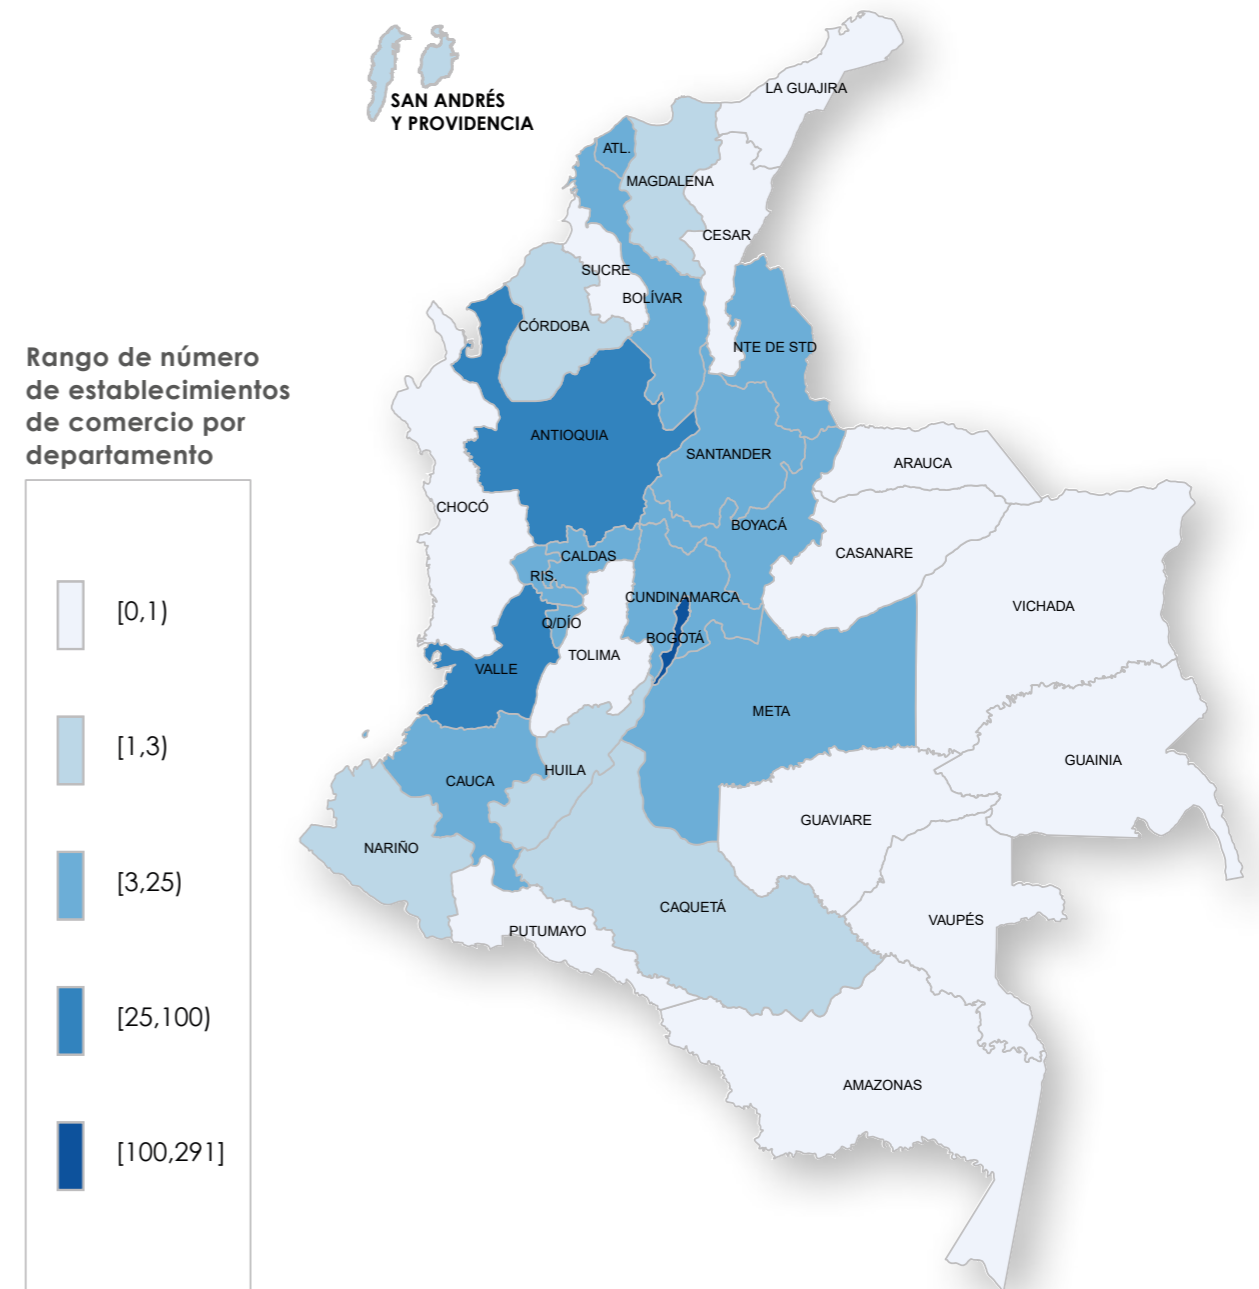 SAN ANDRÉS
Y PROVIDENCIA
LA GUAJIRA
ATL.
MAGDALENA
CESAR
SUCRE
BOLÍVAR
CÓRDOBA
NTE DE STD
Rango de número
de establecimientos
de comercio por
departamento
[0,1)
[1,3)
[3,25)
[25,100)
[100,291]
ANTIOQUIA
SANTANDER
ARAUCA
CHOCÓ
BOYACÁ
CASANARE
CALDAS
RIS.
CUNDINAMARCA
VICHADA
Q/DÍO
BOGOTÁ
TOLIMA
VALLE
META
GUAINIA
HUILA
CAUCA
GUAVIARE
NARIÑO
CAQUETÁ
VAUPÉS
PUTUMAYO
AMAZONAS